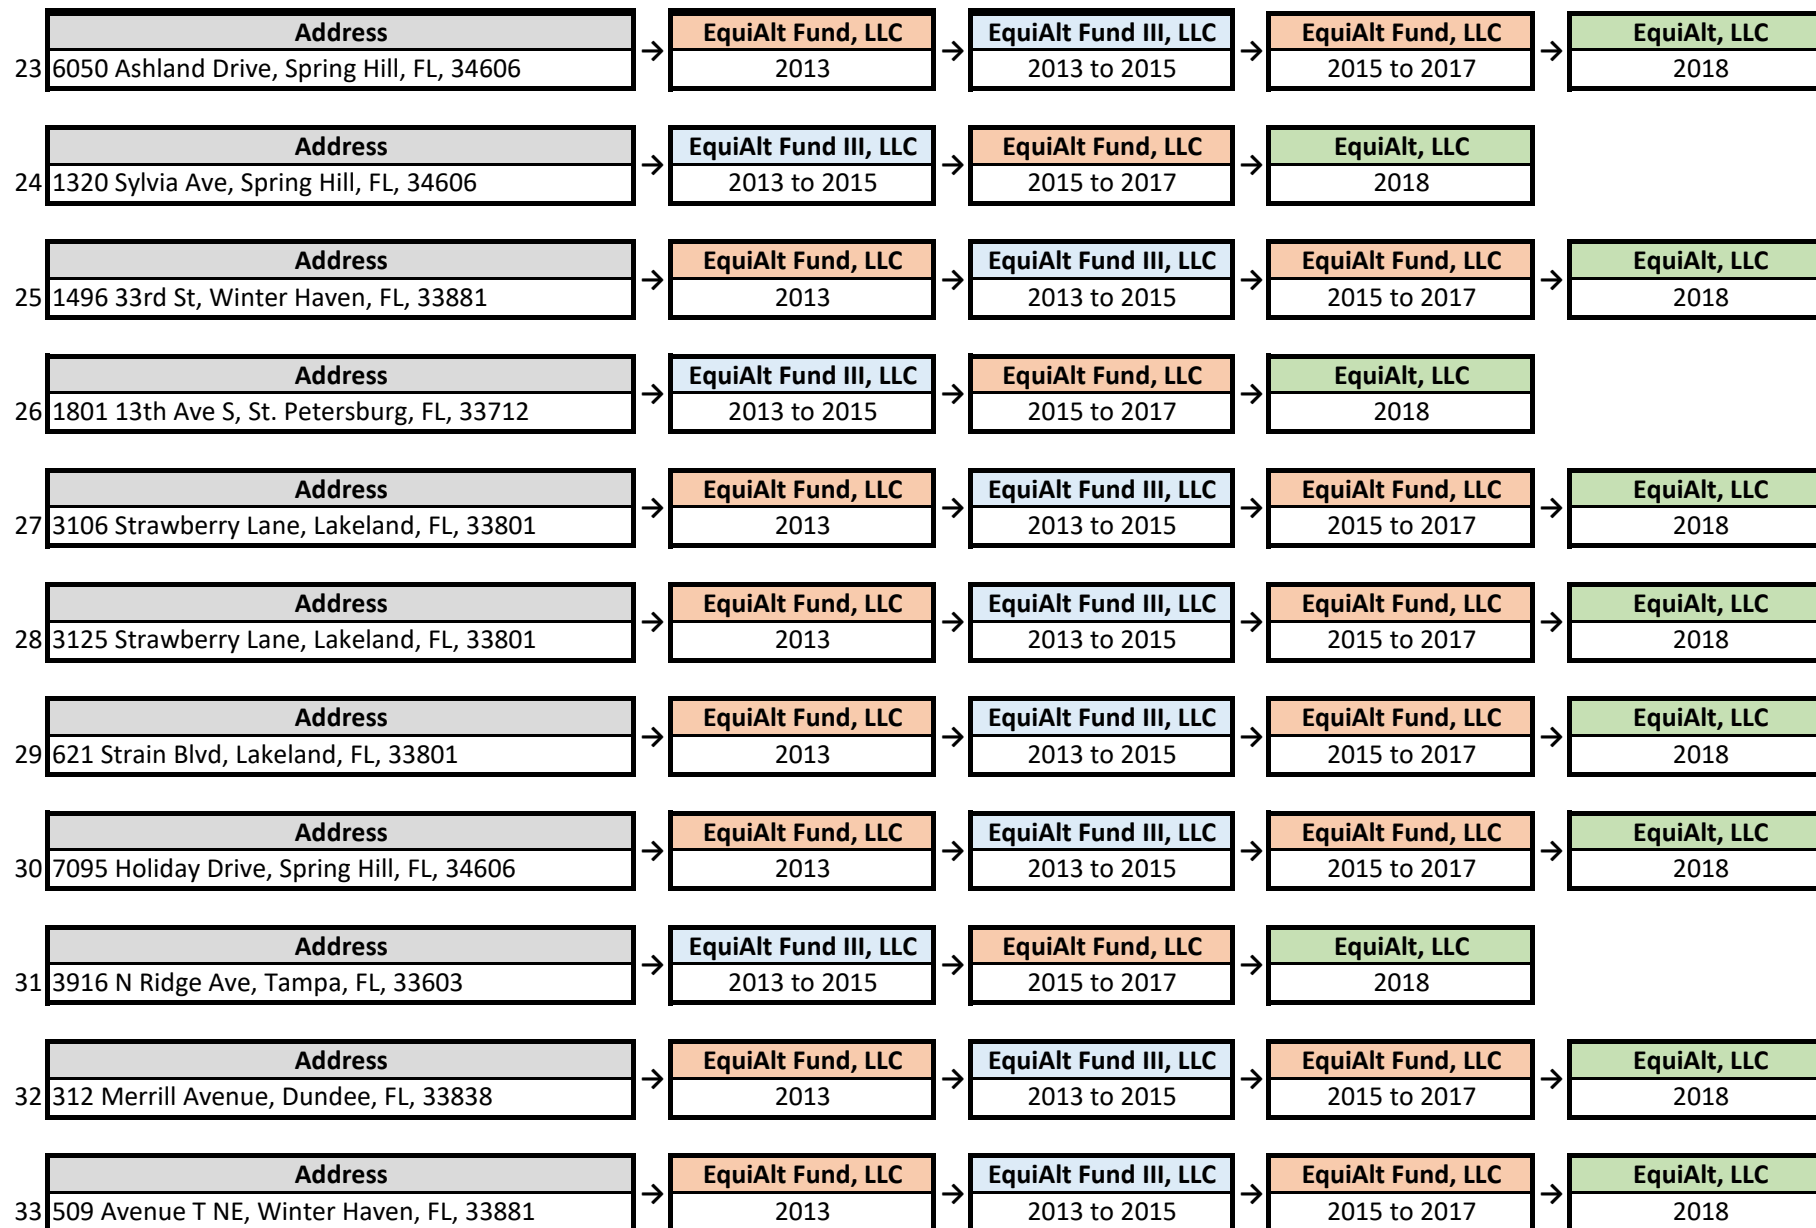 Address → EquiAlt Fund, LLC → EquiAlt Fund III, LLC → EquiAlt Fund, LLC → EquiAlt, LLC
23 6050 Ashland Drive, Spring Hill, FL, 34606 2013 2013 to 2015 2015 to 2017 2018
Address → EquiAlt Fund III, LLC → EquiAlt Fund, LLC → EquiAlt, LLC
24 1320 Sylvia Ave, Spring Hill, FL, 34606 2013 to 2015 2015 to 2017 2018
Address → EquiAlt Fund, LLC → EquiAlt Fund III, LLC → EquiAlt Fund, LLC → EquiAlt, LLC
25 1496 33rd St, Winter Haven, FL, 33881 2013 2013 to 2015 2015 to 2017 2018
Address → EquiAlt Fund III, LLC → EquiAlt Fund, LLC → EquiAlt, LLC
26 1801 13th Ave S, St. Petersburg, FL, 33712 2013 to 2015 2015 to 2017 2018
Address → EquiAlt Fund, LLC → EquiAlt Fund III, LLC → EquiAlt Fund, LLC → EquiAlt, LLC
27 3106 Strawberry Lane, Lakeland, FL, 33801 2013 2013 to 2015 2015 to 2017 2018
Address → EquiAlt Fund, LLC → EquiAlt Fund III, LLC → EquiAlt Fund, LLC → EquiAlt, LLC
28 3125 Strawberry Lane, Lakeland, FL, 33801 2013 2013 to 2015 2015 to 2017 2018
Address → EquiAlt Fund, LLC → EquiAlt Fund III, LLC → EquiAlt Fund, LLC → EquiAlt, LLC
29 621 Strain Blvd, Lakeland, FL, 33801 2013 2013 to 2015 2015 to 2017 2018
Address → EquiAlt Fund, LLC → EquiAlt Fund III, LLC → EquiAlt Fund, LLC → EquiAlt, LLC
30 7095 Holiday Drive, Spring Hill, FL, 34606 2013 2013 to 2015 2015 to 2017 2018
Address → EquiAlt Fund III, LLC → EquiAlt Fund, LLC → EquiAlt, LLC
31 3916 N Ridge Ave, Tampa, FL, 33603 2013 to 2015 2015 to 2017 2018
Address → EquiAlt Fund, LLC → EquiAlt Fund III, LLC → EquiAlt Fund, LLC → EquiAlt, LLC
32 312 Merrill Avenue, Dundee, FL, 33838 2013 2013 to 2015 2015 to 2017 2018
Address → EquiAlt Fund, LLC → EquiAlt Fund III, LLC → EquiAlt Fund, LLC → EquiAlt, LLC
33 509 Avenue T NE, Winter Haven, FL, 33881 2013 2013 to 2015 2015 to 2017 2018